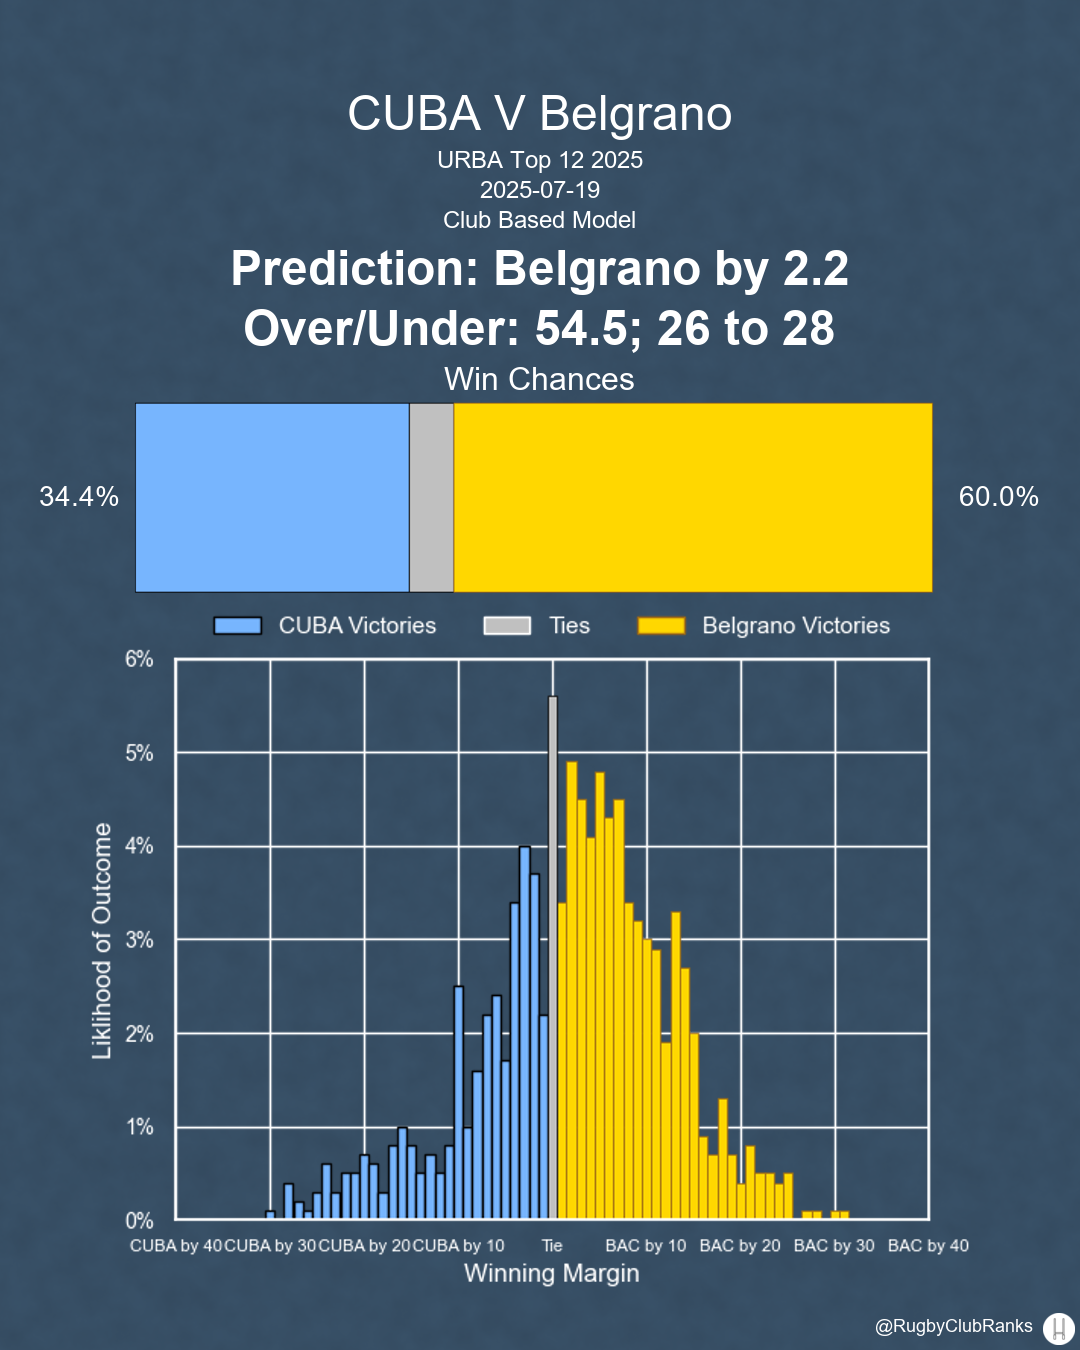 CUBA V Belgrano
URBA Top 12 2025
2025-07-19
Club Based Model
Prediction: Belgrano by 2.2
Over/Under: 54.5; 26 to 28
Win Chances
34.4%
60.0%
CUBA Victories
Ties
Belgrano Victories
6%
5%
4%
3%
2%
1%
0%
Liklihood of Outcome
CUBA by 40 CUBA by 30 CUBA by 20 CUBA by 10 Tie BAC by 10 BAC by 20 BAC by 30 BAC by 40
Winning Margin
@RugbyClubRanks